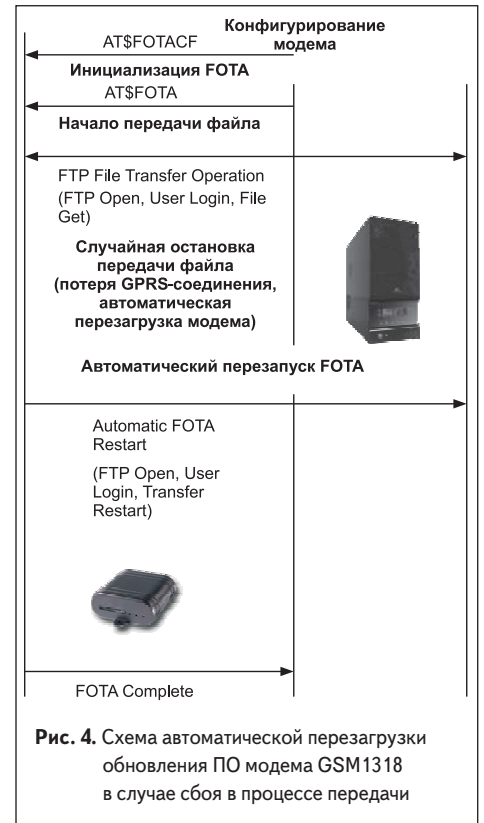 Конфигурирование
модема
AT$FOTACF
Инициализация FOTA
AT$FOTA
Начало передачи файла
FTP File Transfer Operation
(FTP Open, User Login, File
Get)
Случайная остановка
передачи файла
(потеря GPRS-соединения,
автоматическая
перезагрузка модема)
Автоматический перезапуск FOTA
Automatic FOTA
Restart
(FTP Open, User
Login, Transfer
Restart)
FOTA Complete
Рис. 4. Схема автоматической перезагрузки
обновления ПО модема GSM1318
в случае сбоя в процессе передачи